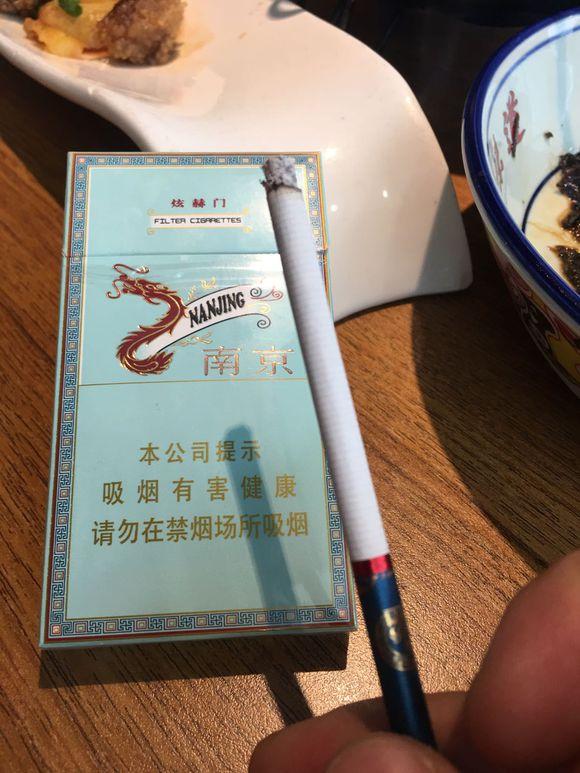 炫赫门
FILTER CIGARETTES
NANJING
南京
本公司提示
吸烟有害健康
请勿在禁烟场所吸烟